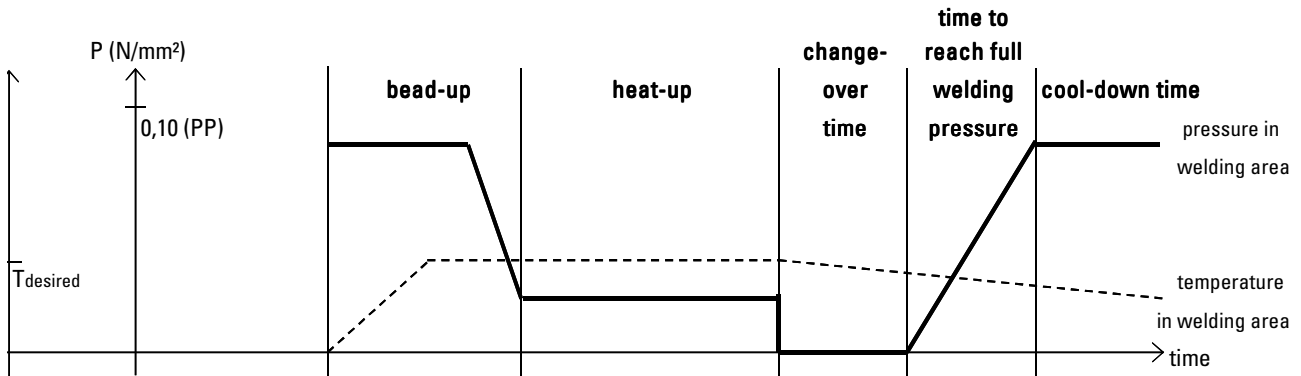 P (N/mm²)
0,10 (PP)
Tdesired
bead-up
heat-up
change-
over
time
time to
reach full
welding
pressure
cool-down time
pressure in
welding area
temperature
in welding area
time